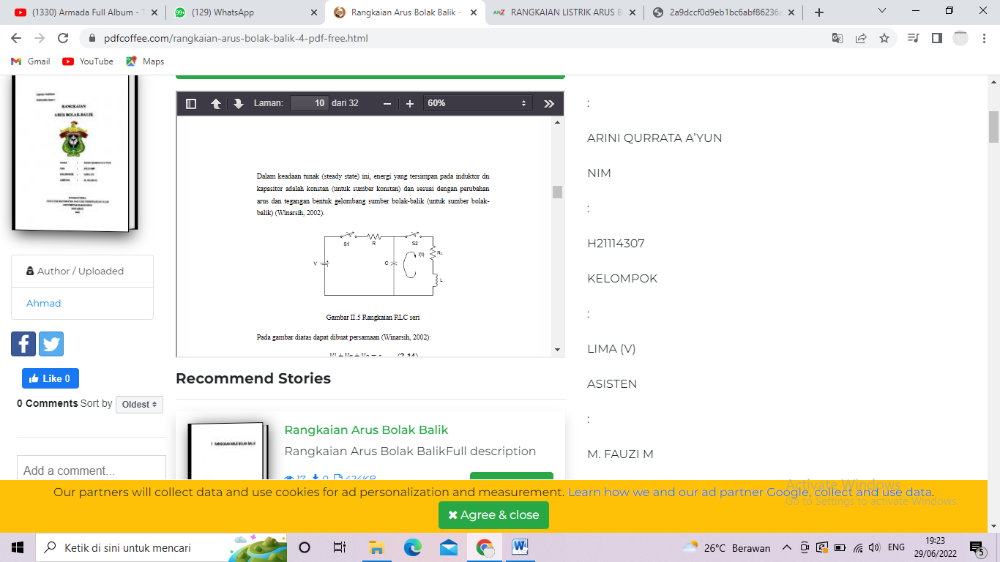 (1330) Armada Full Album - T
(129) WhatsApp
Rangkaian Arus Bolak Balik -
RANGKAIAN LISTRIK ARUS B
2a9dccf0d9eb1bc6abf86236a
pdfcoffee.com/rangkaian-arus-bolak-balik-4-pdf-free.html
Gmail
YouTube
Maps
RANGKAIAN
ARUS BOLAK-BALIK
Author / Uploaded
Ahmad
Like 0
0 Comments Sort by Oldest
Add a comment...
Laman: 10 dari 32
60%
Dalam keadaan tunak (steady state) ini, energi yang tersimpan pada induktor dn
kapasitor adalah konstan (untuk sumber konstan) dan sesuai dengan perubahan
arus dan tegangan bentuk gelombang sumber bolak-balik (untuk sumber bolak-
balik) (Winarsih, 2002).
S1
R
S2
V
C
I(t)
RL
L
Gambar II.5 Rangkaian RLC seri
Pada gambar diatas dapat dibuat persamaan (Winarsih, 2002):
Recommend Stories
Rangkaian Arus Bolak Balik
Rangkaian Arus Bolak BalikFull description
17 0 424KB
:
ARINI QURRATA A'YUN
NIM
:
H21114307
KELOMPOK
:
LIMA (V)
ASISTEN
:
M. FAUZI M
Activate Windows
Go to Settings to activate Windows.
Our partners will collect data and use cookies for ad personalization and measurement. Learn how we and our ad partner Google, collect and use data.
Agree & close
Ketik di sini untuk mencari
26°C Berawan
ENG
19:23
29/06/2022
5